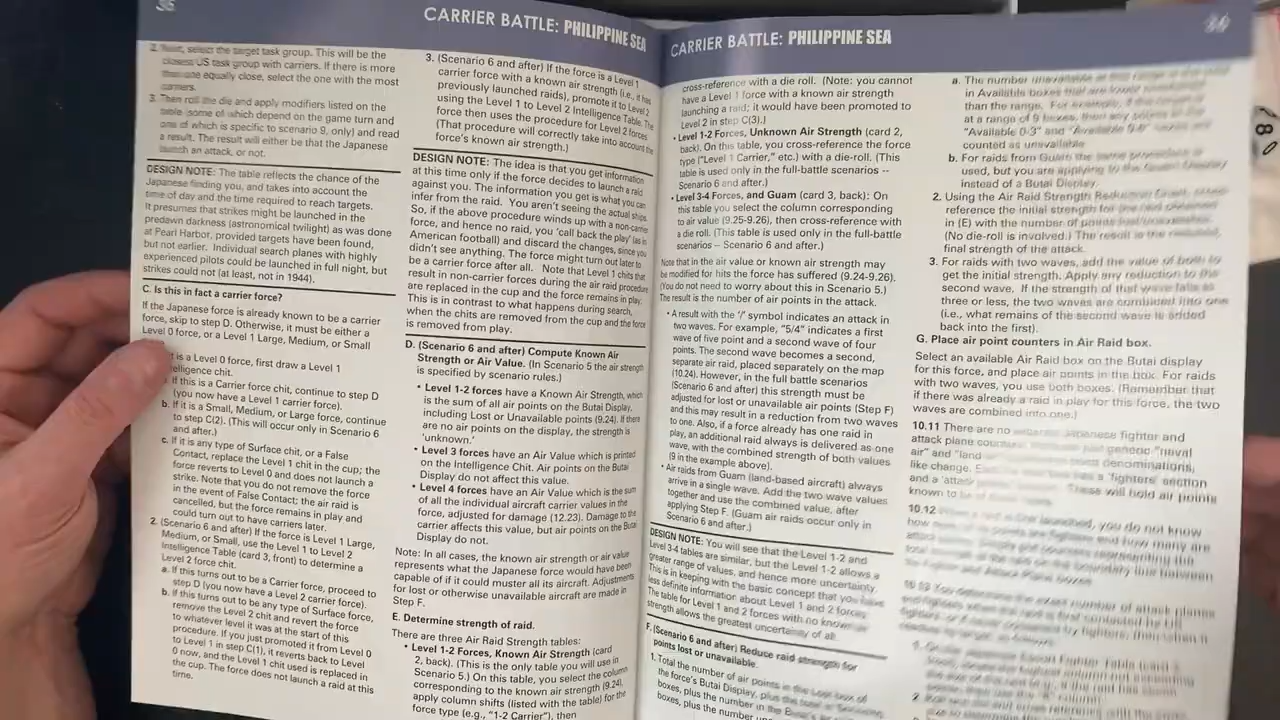 35
CARRIER BATTLE: PHILIPPINE SEA
2. Next, select the target task group. This will be the
closest US task group with carriers. If there is more
than one equally close, select the one with the most
carriers.
3. Then roll the die and apply modifiers listed on the
table (some of which depend on the game turn and
one of which is specific to scenario 9, only) and read
a result. The result will either be that the Japanese
launch an attack, or not.
DESIGN NOTE: The table reflects the chance of the
Japanese finding you, and takes into account the
time of day and the time required to reach targets.
It presumes that strikes might be launched in the
predawn darkness (astronomical twilight) as was done
at Pearl Harbor, provided targets have been found,
but not earlier. Individual search planes with highly
experienced pilots could be launched in full night, but
strikes could not (at least, not in 1944).
C. Is this in fact a carrier force?
If the Japanese force is already known to be a carrier
force, skip to step D. Otherwise, it must be either a
Level 0 force, or a Level 1 Large, Medium, or Small
t is a Level 0 force, first draw a Level 1
telligence chit.
If this is a Carrier force chit, continue to step D
(you now have a Level 1 carrier force).
b. If it is a Small, Medium, or Large force, continue
to step C(2). (This will occur only in Scenario 6
and after.)
c. If it is any type of Surface chit, or a False
Contact, replace the Level 1 chit in the cup; the
force reverts to Level 0 and does not launch a
strike. Note that you do not remove the force
in the event of False Contact; the air raid is
cancelled, but the force remains in play and
could turn out to have carriers later.
2. (Scenario 6 and after) If the force is Level 1 Large,
Medium, or Small, use the Level 1 to Level 2
Intelligence Table (card 3, front) to determine a
Level 2 force chit.
a. If this turns out to be a Carrier force, proceed to
step D (you now have a Level 2 carrier force).
b. If this turns out to be any type of Surface force,
remove the Level 2 chit and revert the force
to whatever level it was at the start of this
procedure. If you just promoted it from Level 0
to Level 1 in step C(1), it reverts back to Level
0 now, and the Level 1 chit used is replaced in
the cup. The force does not launch a raid at this
time.
3. (Scenario 6 and after) If the force is a Level 1
carrier force with a known air strength (i.e., it has
previously launched raids), promote it to Level 2
using the Level 1 to Level 2 Intelligence Table. The
force then uses the procedure for Level 2 forces.
(That procedure will correctly take into account the
force's known air strength.)
DESIGN NOTE: The idea is that you get information
at this time only if the force decides to launch a raid
against you. The information you get is what you can
infer from the raid. You aren't seeing the actual ships.
So, if the above procedure winds up with a non-carrier
force, and hence no raid, you 'call back the play' (as in
American football) and discard the changes, since you
didn't see anything. The force might turn out later to
be a carrier force after all. Note that Level 1 chits that
result in non-carrier forces during the air raid procedure
are replaced in the cup and the force remains in play.
This is in contrast to what happens during search,
when the chits are removed from the cup and the force
is removed from play.
D. (Scenario 6 and after) Compute Known Air
Strength or Air Value. (In Scenario 5 the air strength
is specified by scenario rules.)
• Level 1-2 forces have a Known Air Strength, which
is the sum of all air points on the Butai Display,
including Lost or Unavailable points (9.24). If there
are no air points on the display, the strength is
'unknown.'
• Level 3 forces have an Air Value which is printed
on the Intelligence Chit. Air points on the Butai
Display do not affect this value.
• Level 4 forces have an Air Value which is the sum
of all the individual aircraft carrier values in the
force, adjusted for damage (12.23). Damage to the
carrier affects this value, but air points on the Butai
Display do not.
Note: In all cases, the known air strength or air value
represents what the Japanese force would have been
capable of if it could muster all its aircraft. Adjustments
for lost or otherwise unavailable aircraft are made in
Step F.
E. Determine strength of raid.
There are three Air Raid Strength tables:
• Level 1-2 Forces, Known Air Strength (card
2, back). (This is the only table you will use in
Scenario 5.) On this table, you select the column
corresponding to the known air strength (9.24),
apply column shifts (listed with the table) for the
force type (e.g., "1-2 Carrier"), then
CARRIER BATTLE: PHILIPPINE SEA
cross-reference with a die roll. (Note: you cannot
have a Level 1 force with a known air strength
launching a raid; it would have been promoted to
Level 2 in step C(3).)
• Level 1-2 Forces, Unknown Air Strength (card 2,
back). On this table, you cross-reference the force
type ("Level 1 Carrier," etc.) with a die-roll. (This
table is used only in the full-battle scenarios --
Scenario 6 and after.)
• Level 3-4 Forces, and Guam (card 3, back): On
this table you select the column corresponding
to air value (9.25-9.26), then cross-reference with
a die roll. (This table is used only in the full-battle
scenarios – Scenario 6 and after.)
Note that in the air value or known air strength may
be modified for hits the force has suffered (9.24-9.26).
(You do not need to worry about this in Scenario 5.)
The result is the number of air points in the attack.
• A result with the '/' symbol indicates an attack in
two waves. For example, "5/4" indicates a first
wave of five point and a second wave of four
points. The second wave becomes a second,
separate air raid, placed separately on the map
(10.24). However, in the full battle scenarios
(Scenario 6 and after) this strength must be
adjusted for lost or unavailable air points (Step F)
and this may result in a reduction from two waves
to one. Also, if a force already has one raid in
play, an additional raid always is delivered as one
wave, with the combined strength of both values
(9 in the example above).
• Air raids from Guam (land-based aircraft) always
arrive in a single wave. Add the two wave values
together and use the combined value, after
applying Step F. (Guam air raids occur only in
Scenario 6 and after.)
DESIGN NOTE: You will see that the Level 1-2 and
Level 3-4 tables are similar, but the Level 1-2 allows a
greater range of values, and hence more uncertainty.
This is in keeping with the basic concept that you have
less definite information about Level 1 and 2 forces.
The table for Level 1 and 2 forces with no known air
strength allows the greatest uncertainty of all.
F. (Scenario 6 and after) Reduce raid strength for
points lost or unavailable.
1. Total the number of air points in the Lost box of
the force's Butai Display, plus the
boxes, plus the number
a. The number unavailable at
in Available boxes that are
than the range. For example, if the
at a range of 9 boxes, then any
"Available 0-3" and "Available
counted as unavailable.
b. For raids from Guam the same procedure is
used, but you are applying to the Guam Display
instead of a Butai Display.
2. Using the Air Raid Strength Reduction Chart, cross-
reference the initial strength
in (E) with the number of points
(No die-roll is involved.) The result is the
final strength of the attack.
3. For raids with two waves, add the value of both to
get the initial strength. Apply any reduction to the
second wave. If the strength of that wave falls to
three or less, the two waves are combined into one
(i.e., what remains of the second wave is added
back into the first).
G. Place air point counters in Air Raid box.
Select an available Air Raid box on the Butai display
for this force, and place air points in the box. For raids
with two waves, you use both boxes. (Remember that
if there was already a raid in play for this force, the two
waves are combined into one.)
10.11 There are no separate Japanese fighter and
attack plane counters,
air" and "land
like change.
and a 'attack
known to
10.12
8